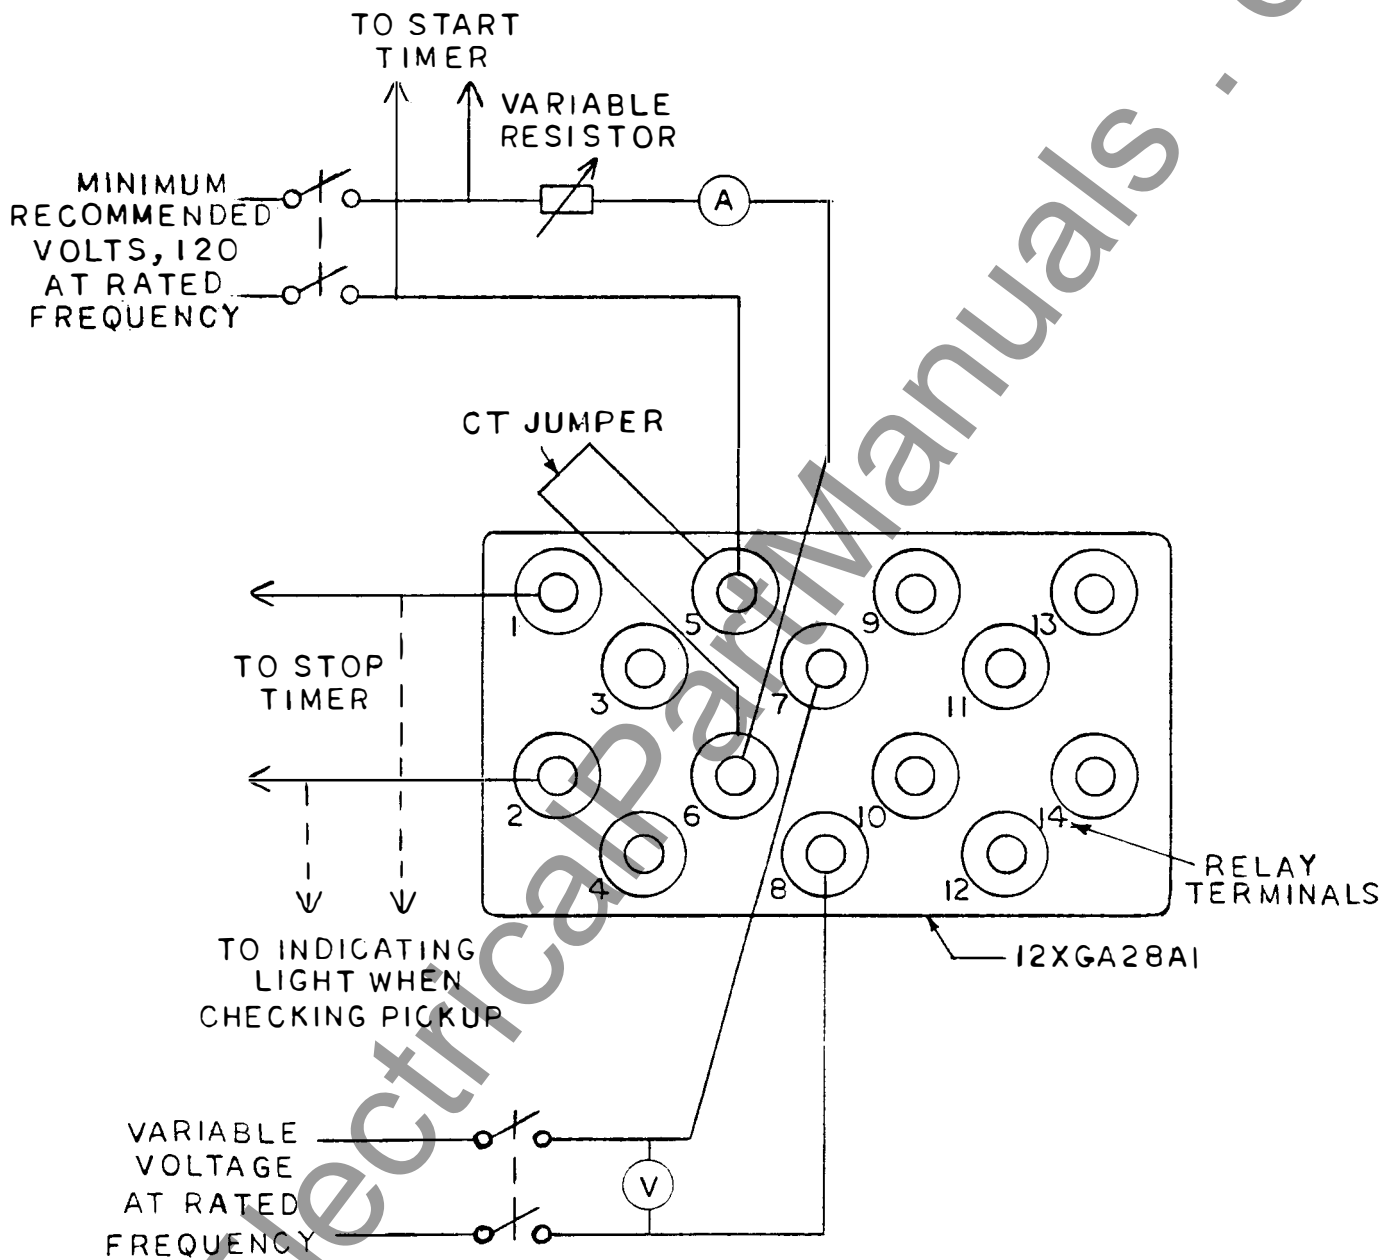 TO START
TIMER
VARIABLE
RESISTOR
MINIMUM
RECOMMENDED
VOLTS, 120
AT RATED
FREQUENCY
A
CT JUMPER
1
5
9
13
TO STOP
TIMER
3
7
11
2
6
10
14
4
8
12
RELAY
TERMINALS
TO INDICATING
LIGHT WHEN
CHECKING PICKUP
12XGA28A1
VARIABLE
VOLTAGE
AT RATED
FREQUENCY
V
ElectricalPartManuals . c